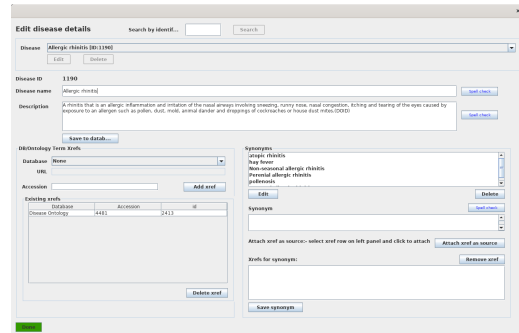 Edit disease details Search by identif... Search
Disease Allergic rhinitis [ID:1190]
Edit Delete
Disease ID 1190
Disease name Allergic rhinitis Spell check
Description A rhinitis that is an allergic inflammation and irritation of the nasal airways involving sneezing, runny nose, nasal congestion, itching and tearing of the eyes caused by
exposure to an allergen such as pollen, dust, mold, animal dander and droppings of cockroaches or house dust mites.(DOID) Spell check
Save to datab...
DB/Ontology Term Xrefs
Database None
URL
Accession Add xref
Existing xrefs
Database Accession id
Disease Ontology 4481 2413
Delete xref
Synonyms
atopic rhinitis
hay fever
Non-seasonal allergic rhinitis
Perenial allergic rhinitis
pollenosis
Edit Delete
Synonym Spell check
Attach xref as source:- select xref row on left panel and click to attach Attach xref as source
Xrefs for synonym: Remove xref
Save synonym